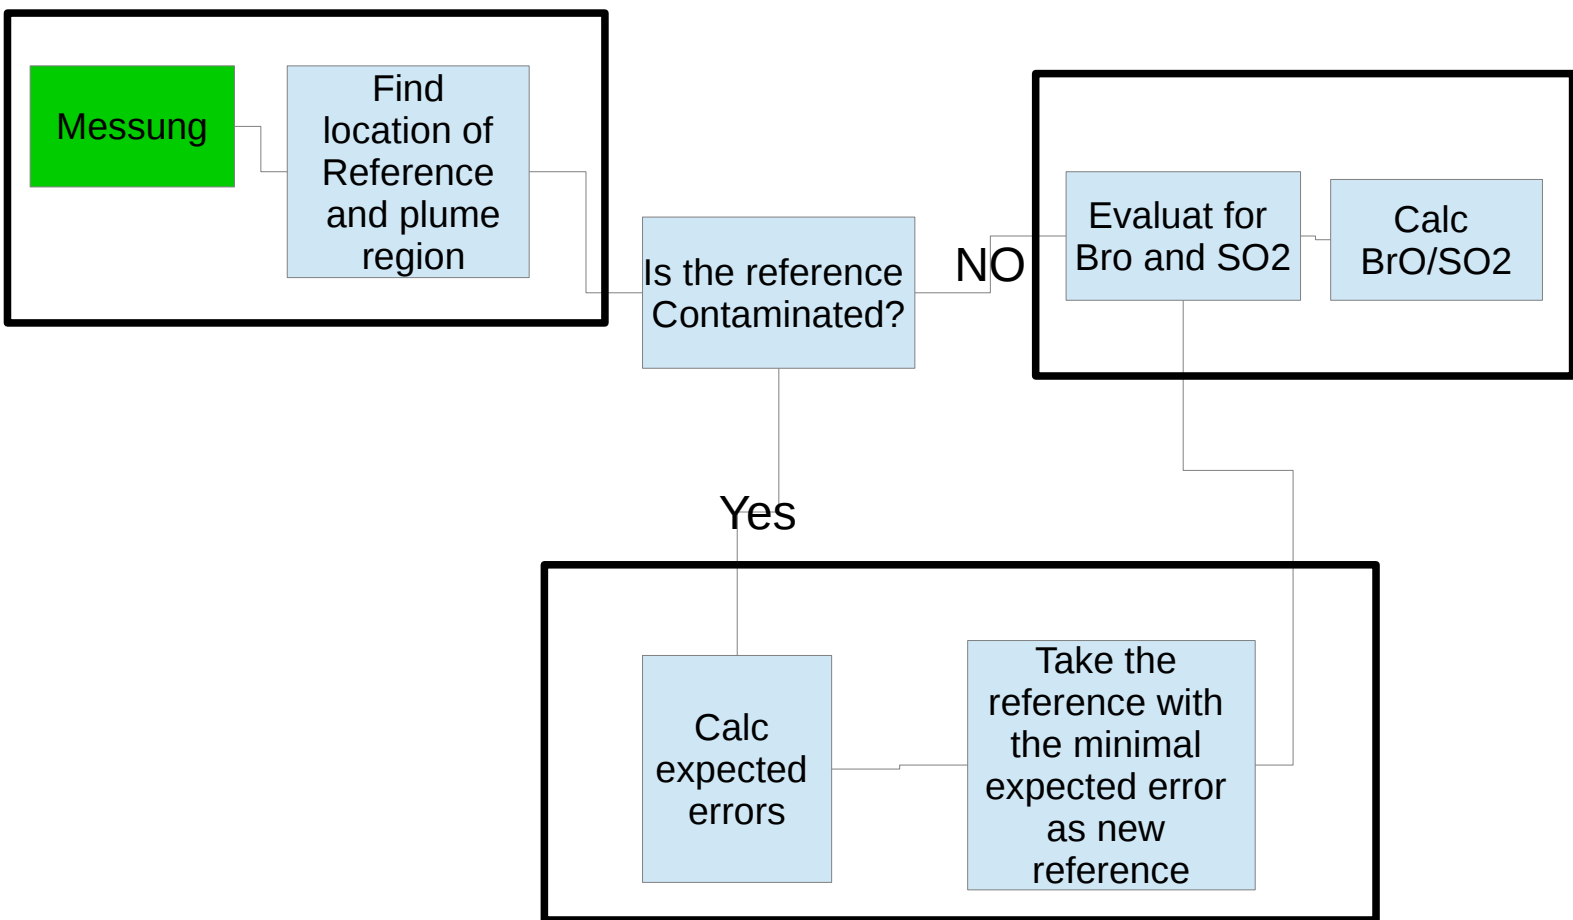 Messung
Find
location of
Reference
and plume
region
Is the reference
Contaminated?
NO
Evaluat for
Bro and SO2
Calc
BrO/SO2
Yes
Calc
expected
errors
Take the
reference with
the minimal
expected error
as new
reference